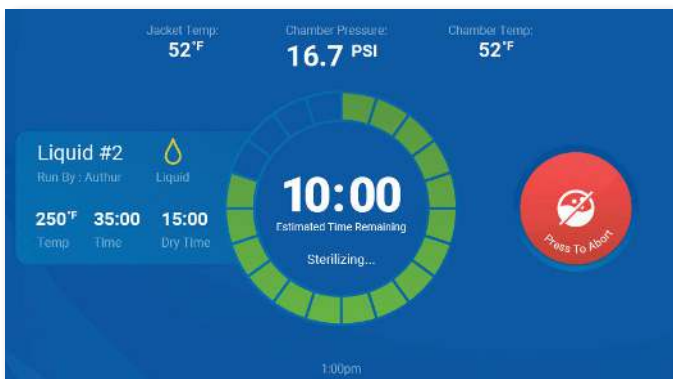 Jacket Temp:
52°F
Chamber Pressure:
16.7 PSI
Chamber Temp:
52°F
Liquid #2
Run By : Authur
Liquid
250°F 35:00 15:00
Temp Time Dry Time
10:00
Estimated Time Remaining
Sterilizing...
Press To Abort
1:00pm